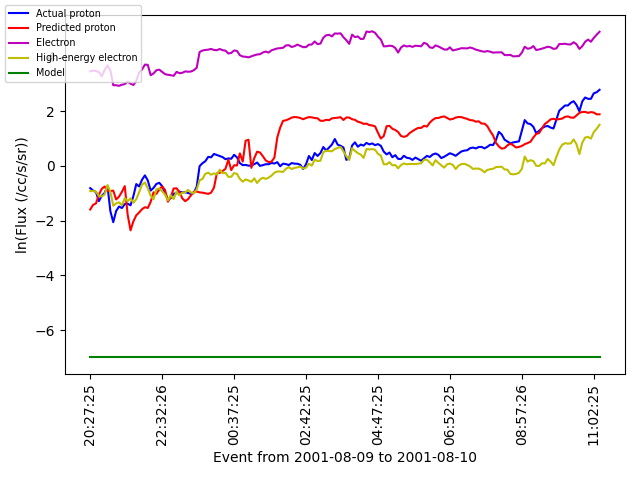 Actual proton
Predicted proton
Electron
High-energy electron
Model
ln(Flux (/cc/s/sr))
2
0
−2
−4
−6
20:27:25
22:32:26
00:37:25
02:42:25
04:47:25
06:52:25
08:57:26
11:02:25
Event from 2001-08-09 to 2001-08-10